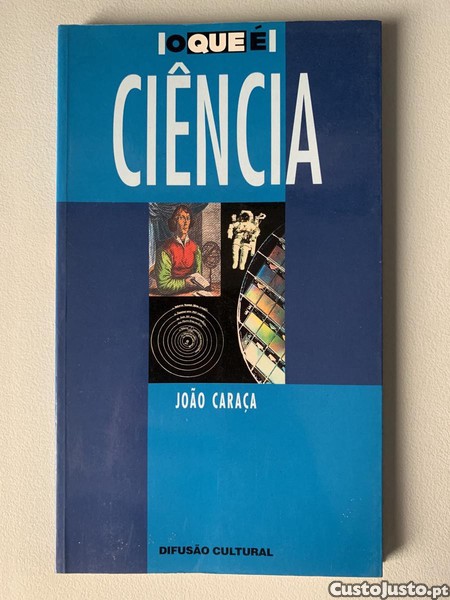 O QUE É
CIÊNCIA
JOÃO CARAÇA
DIFUSÃO CULTURAL
CustoJusto.pt